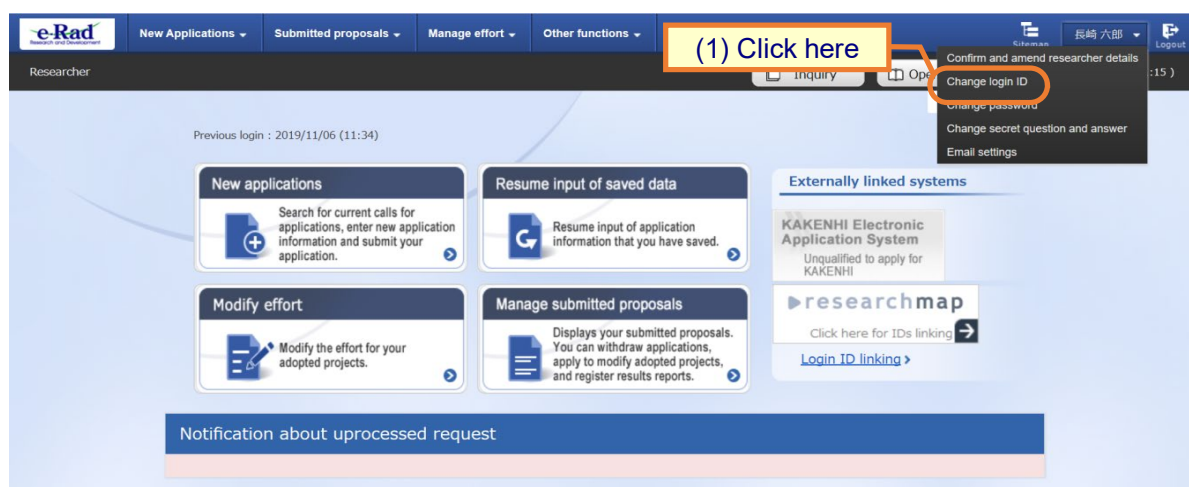 e-Rad
Research and Development
New Applications
Submitted proposals
Manage effort
Other functions
(1) Click here
Sitemap
長崎 六郎
Logout
Researcher
Inquiry
Ope
:15 )
Confirm and amend researcher details
Change login ID
Change password
Change secret question and answer
Email settings
Previous login : 2019/11/06 (11:34)
New applications
Search for current calls for
applications, enter new application
information and submit your
application.
Resume input of saved data
Resume input of application
information that you have saved.
Externally linked systems
KAKENHI Electronic
Application System
Unqualified to apply for
KAKENHI
Modify effort
Modify the effort for your
adopted projects.
Manage submitted proposals
Displays your submitted proposals.
You can withdraw applications,
apply to modify adopted projects,
and register results reports.
researchmap
Click here for IDs linking
Login ID linking
Notification about uprocessed request